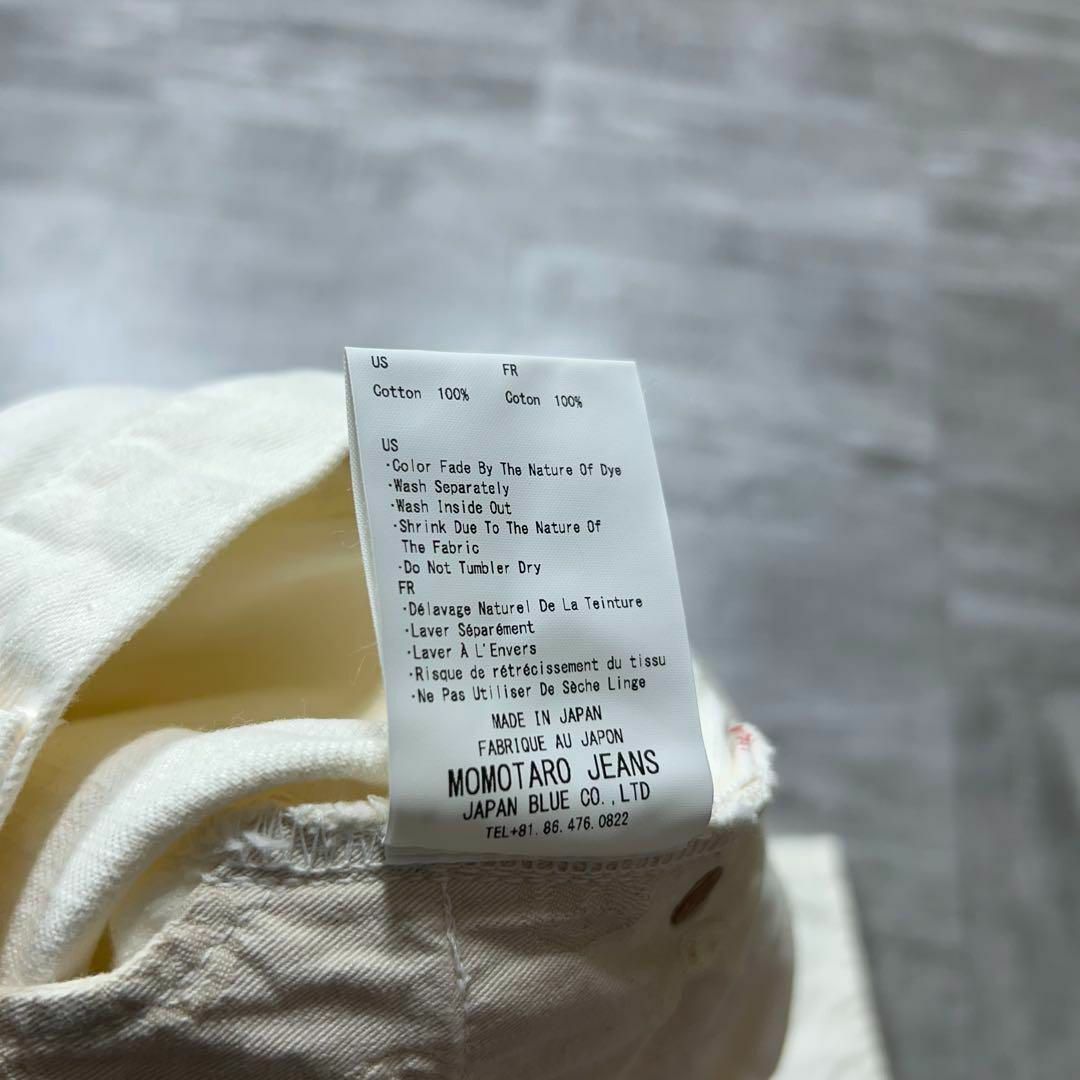 US FR
Cotton 100% Coton 100%
US
·Color Fade By The Nature Of Dye
·Wash Separately
·Wash Inside Out
·Shrink Due To The Nature Of
The Fabric
·Do Not Tumbler Dry
FR
·Délavage Naturel De La Teinture
·Laver Séparément
·Laver À L'Envers
·Risque de rétrécissement du tissu
·Ne Pas Utiliser De Sèche Linge
MADE IN JAPAN
FABRIQUE AU JAPON
MOMOTARO JEANS
JAPAN BLUE CO.,LTD
TEL+81.86.476.0822